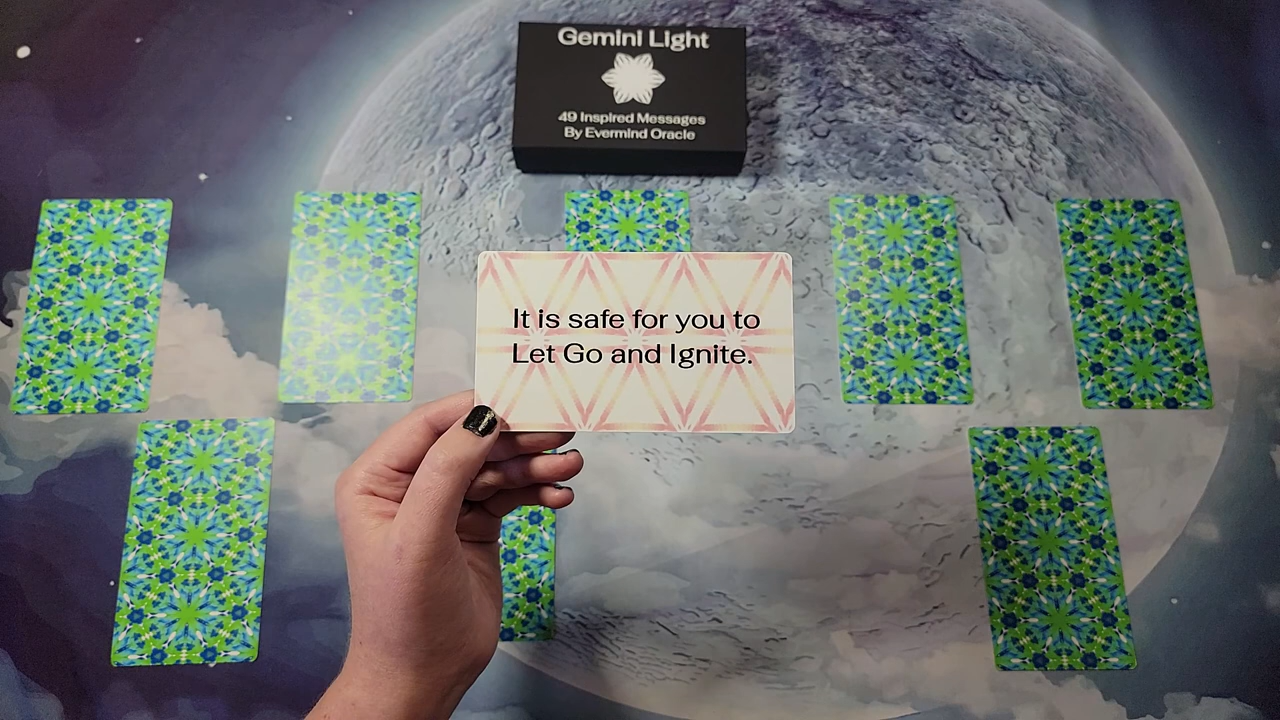 Gemini Light
49 Inspired Messages
By Evermind Oracle
It is safe for you to
Let Go and Ignite.